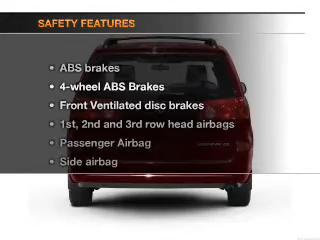 SAFETY FEATURES
• ABS brakes
• 4-wheel ABS Brakes
• Front Ventilated disc brakes
• 1st, 2nd and 3rd row head airbags
• Passenger Airbag
• Side airbag